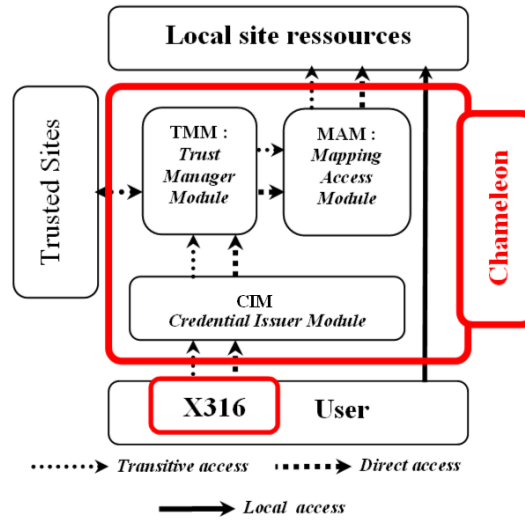 Local site ressources
Trusted Sites
TMM :
Trust
Manager
Module
MAM :
Mapping
Access
Module
Chameleon
CIM
Credential Issuer Module
X316
User
Transitive access
Direct access
Local access